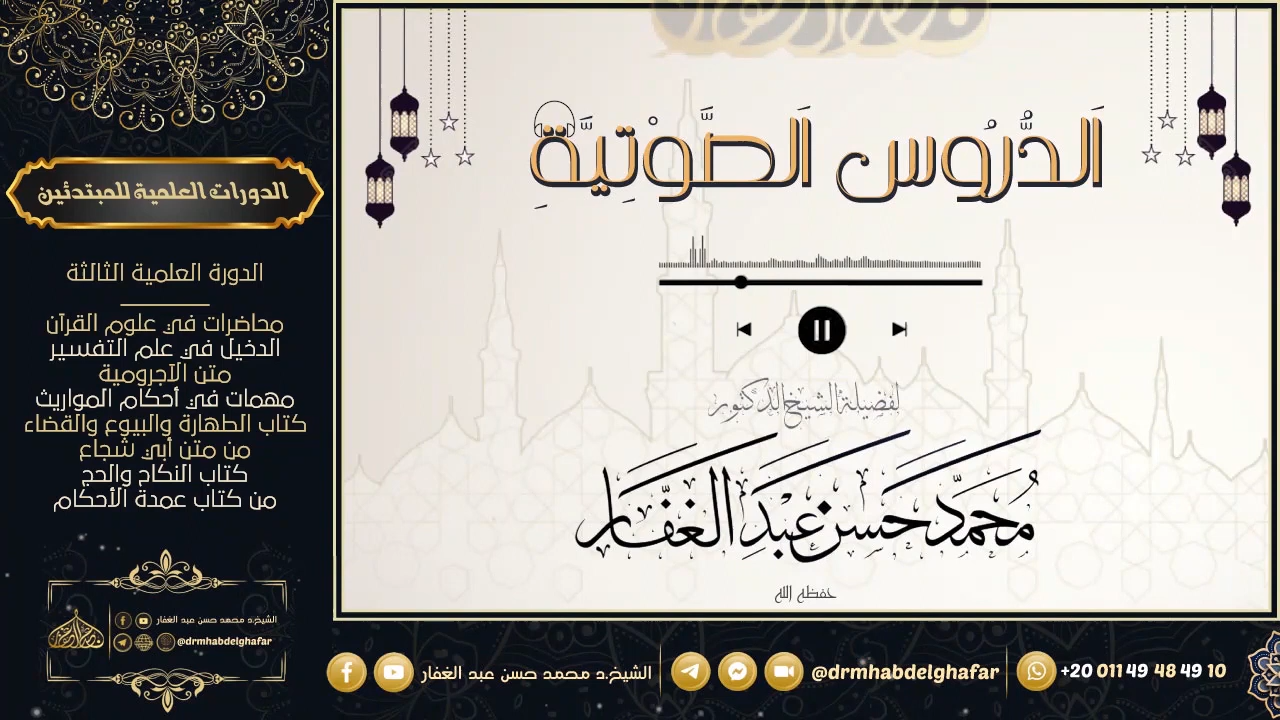 الدُّرُوس الصَّوْتِيَّةِ
لفضيلة الشيخ الدكتور
مُحَمَّد حَسَن عَبْدَ الغَفَّار
حفظه الله
الدورات العلمية للمبتدئين
الدورة العلمية الثالثة
محاضرات في علوم القرآن
الدخيل في علم التفسير
متن الآجرومية
مهمات في أحكام المواريث
كتاب الطهارة والبيوع والقضاء
من متن أبي شجاع
كتاب النكاح والحج
من كتاب عمدة الأحكام
الشيخ.د محمد حسن عبد الغفار
@drmhabdelghafar
الشيخ.د محمد حسن عبد الغفار
@drmhabdelghafar
+20 011 49 48 49 10